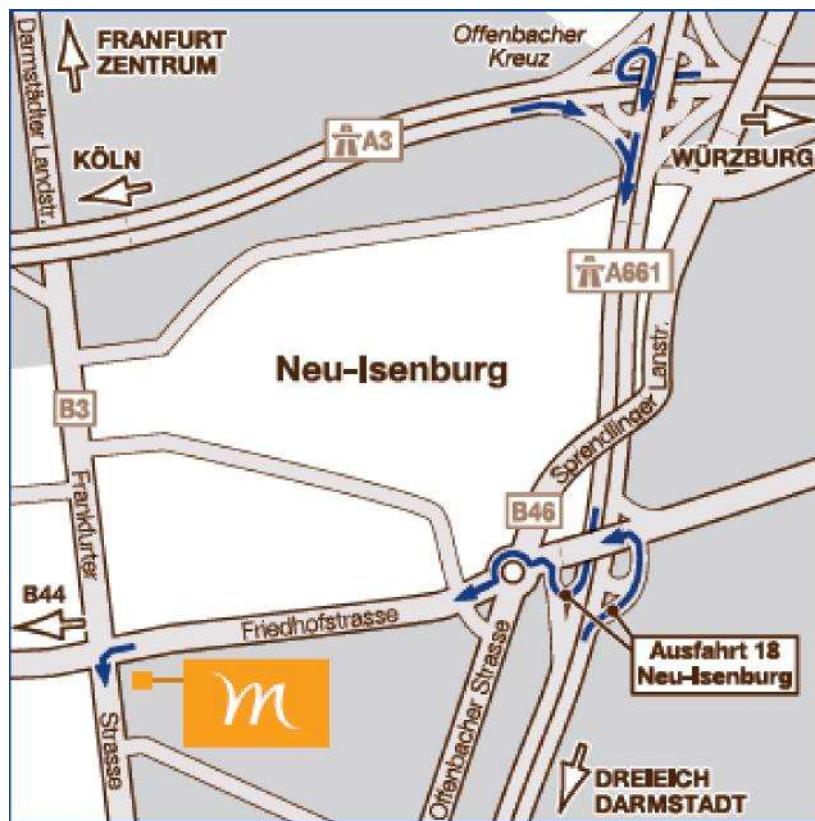 FRANFURT
ZENTRUM
Offenbacher
Kreuz
Darmstädter Landstr.
A3
KÖLN
WÜRZBURG
A661
Neu-Isenburg
Sprendlinger Lanstr.
B3
Frankfurter
B46
B44
Friedhofstrasse
Ausfahrt 18
Neu-Isenburg
m
Strasse
Offenbacher Strasse
DREIEICH
DARMSTADT